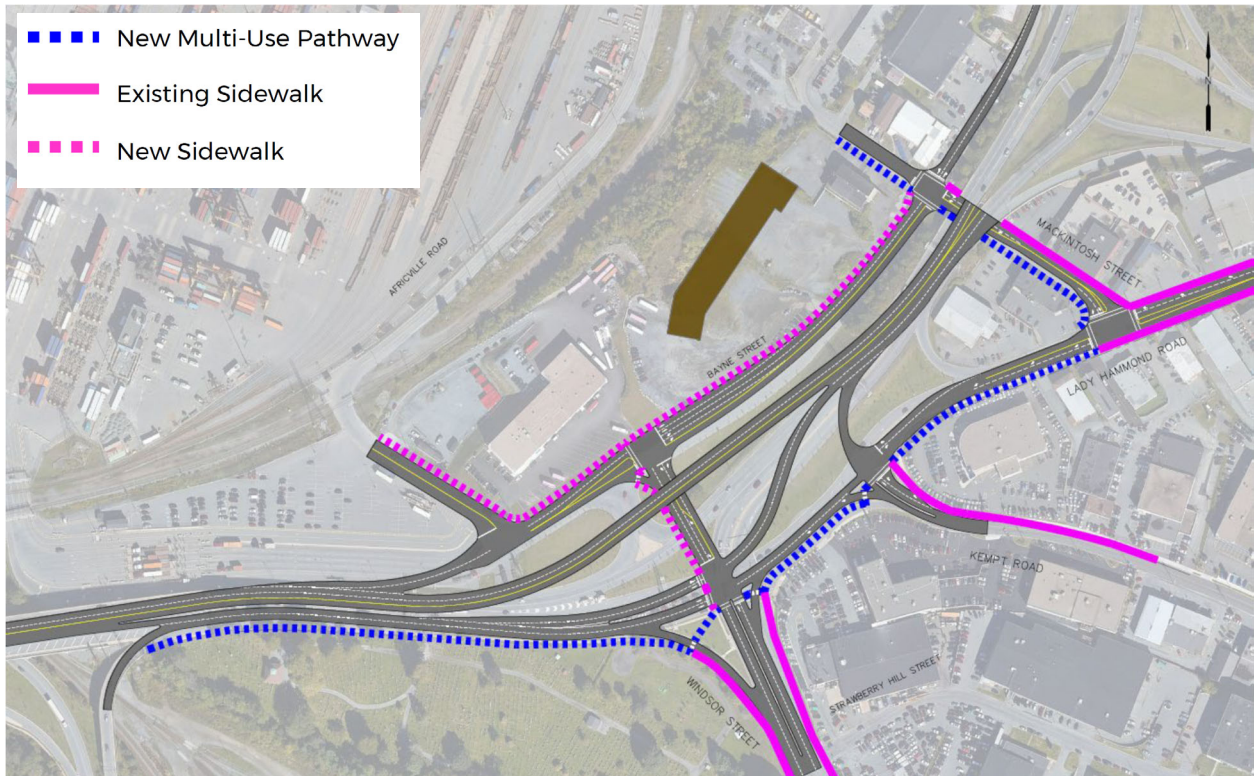 New Multi-Use Pathway
Existing Sidewalk
New Sidewalk
AFRICVILLE ROAD
MACKINTOSH STREET
BAYNE STREET
LADY HAMMOND ROAD
KEMPT ROAD
STRAWBERRY HILL STREET
WINDSOR STREET